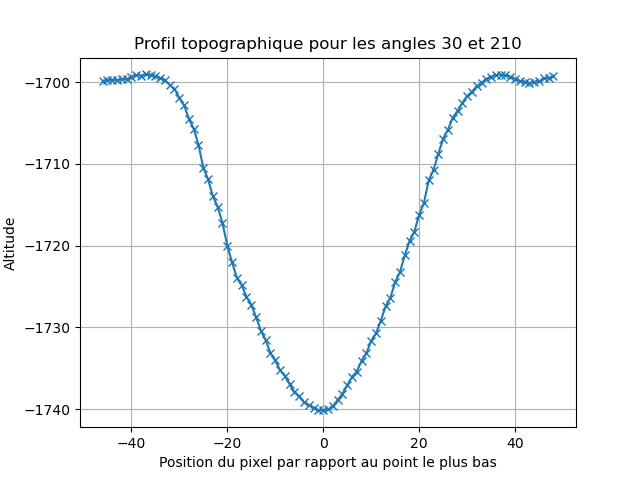 Profil topographique pour les angles 30 et 210
Altitude
−1700
−1710
−1720
−1730
−1740
−40 −20 0 20 40
Position du pixel par rapport au point le plus bas